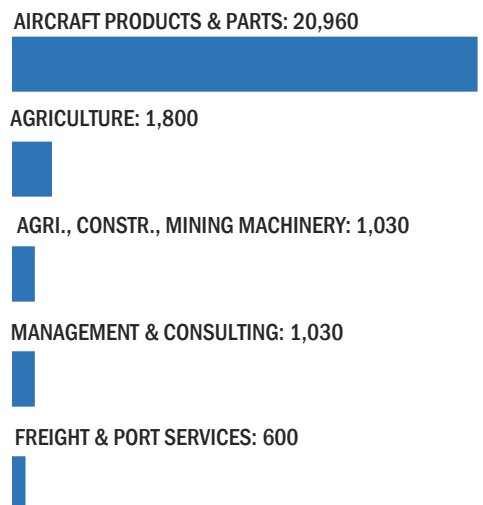 AIRCRAFT PRODUCTS & PARTS: 20,960
AGRICULTURE: 1,800
AGRI., CONSTR., MINING MACHINERY: 1,030
MANAGEMENT & CONSULTING: 1,030
FREIGHT & PORT SERVICES: 600